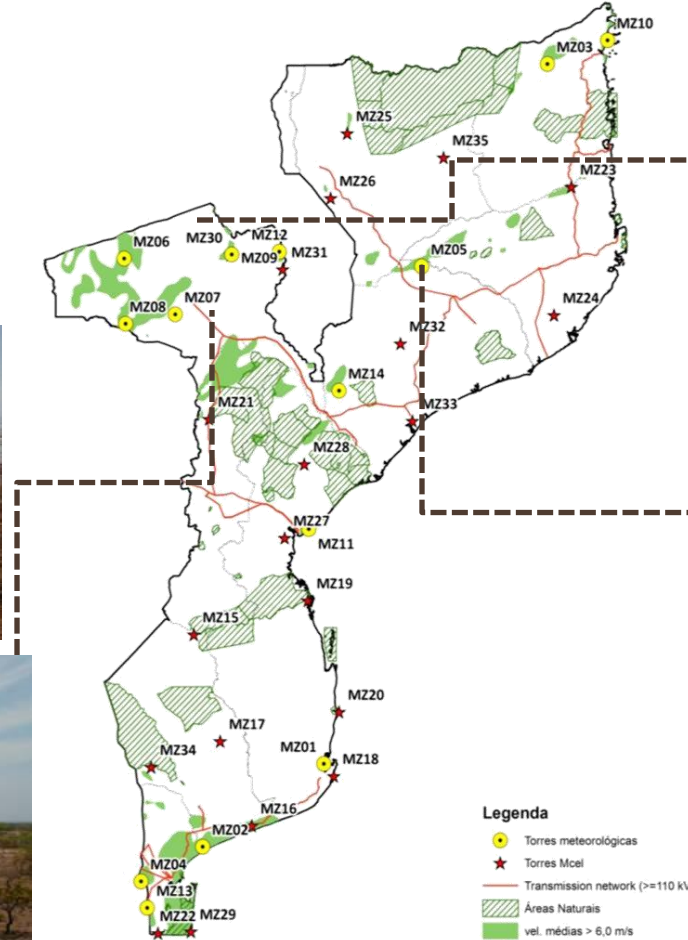 MZ10
MZ03
MZ25
MZ35
MZ23
MZ26
MZ30
MZ12
MZ06
MZ09
MZ31
MZ05
MZ07
MZ08
MZ24
MZ32
MZ14
MZ21
MZ33
MZ28
MZ27
MZ11
MZ19
MZ15
MZ20
MZ17
MZ34
MZ01
MZ18
MZ16
MZ02
MZ04
MZ13
MZ22
MZ29
Legenda
Torres meteorológicas
Torres Mcel
Transmission network (>=110 kV
Áreas Naturais
vel. médias > 6,0 m/s